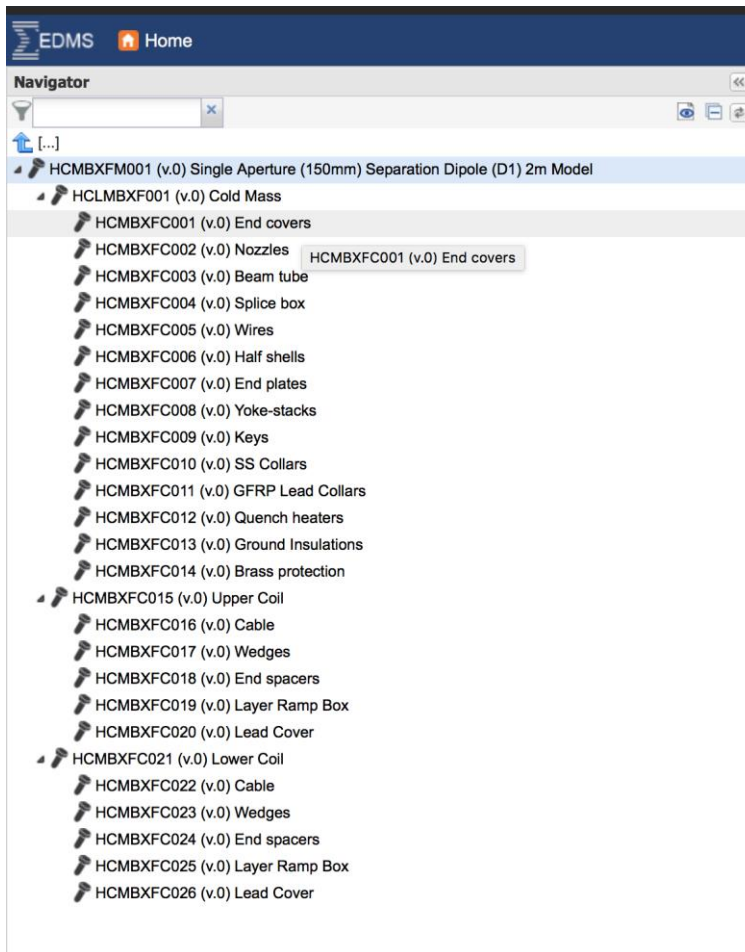 EDMS Home
Navigator
[...]
HCMBXFM001 (v.0) Single Aperture (150mm) Separation Dipole (D1) 2m Model
HCLMBXF001 (v.0) Cold Mass
HCMBXFC001 (v.0) End covers
HCMBXFC002 (v.0) Nozzles
HCMBXFC001 (v.0) End covers
HCMBXFC003 (v.0) Beam tube
HCMBXFC004 (v.0) Splice box
HCMBXFC005 (v.0) Wires
HCMBXFC006 (v.0) Half shells
HCMBXFC007 (v.0) End plates
HCMBXFC008 (v.0) Yoke-stacks
HCMBXFC009 (v.0) Keys
HCMBXFC010 (v.0) SS Collars
HCMBXFC011 (v.0) GFRP Lead Collars
HCMBXFC012 (v.0) Quench heaters
HCMBXFC013 (v.0) Ground Insulations
HCMBXFC014 (v.0) Brass protection
HCMBXFC015 (v.0) Upper Coil
HCMBXFC016 (v.0) Cable
HCMBXFC017 (v.0) Wedges
HCMBXFC018 (v.0) End spacers
HCMBXFC019 (v.0) Layer Ramp Box
HCMBXFC020 (v.0) Lead Cover
HCMBXFC021 (v.0) Lower Coil
HCMBXFC022 (v.0) Cable
HCMBXFC023 (v.0) Wedges
HCMBXFC024 (v.0) End spacers
HCMBXFC025 (v.0) Layer Ramp Box
HCMBXFC026 (v.0) Lead Cover